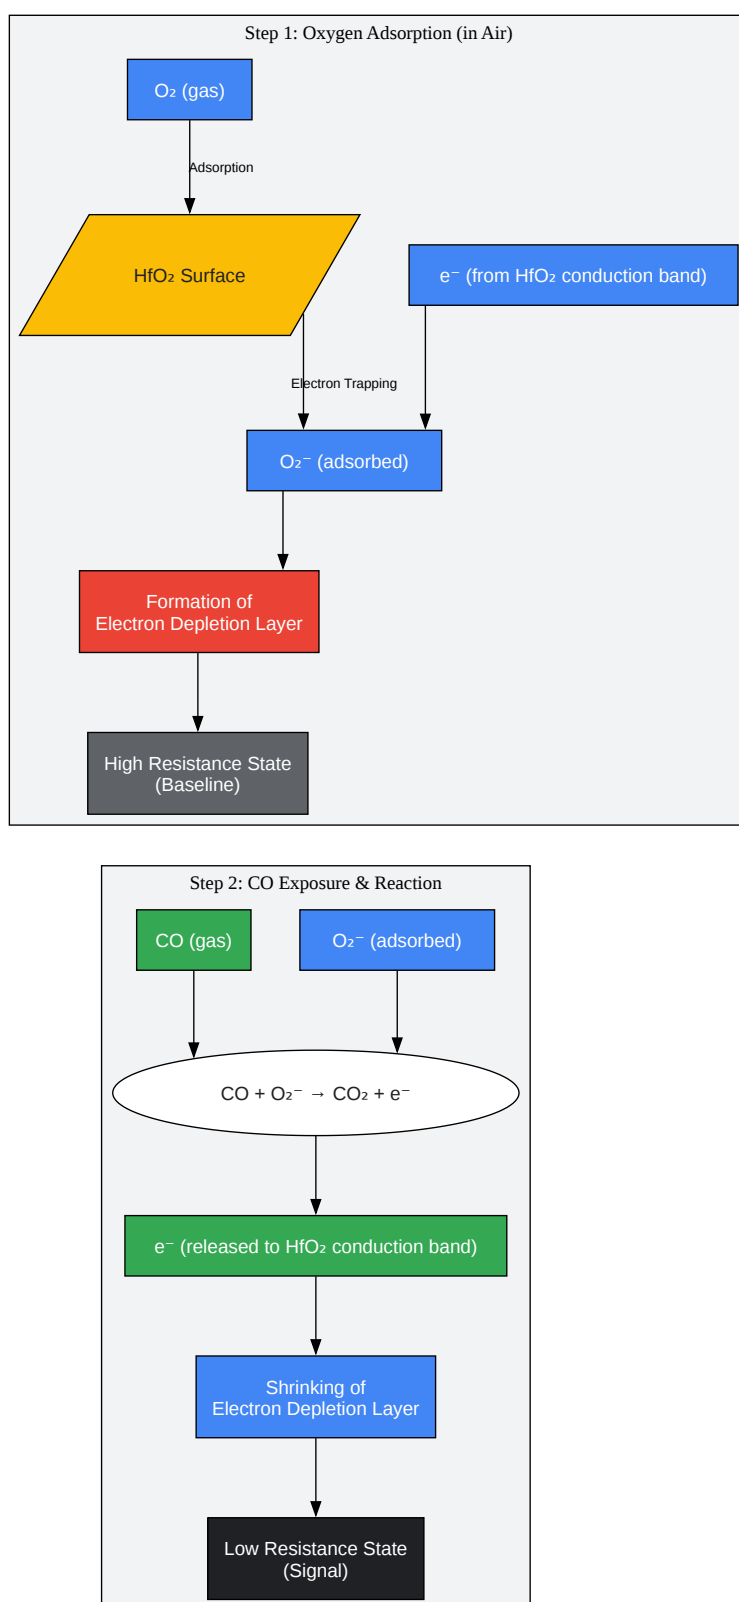 Step 1: Oxygen Adsorption (in Air)
O₂ (gas)
Adsorption
HfO₂ Surface
e⁻ (from HfO₂ conduction band)
Electron Trapping
O₂⁻ (adsorbed)
Formation of
Electron Depletion Layer
High Resistance State
(Baseline)
Step 2: CO Exposure & Reaction
CO (gas)
O₂⁻ (adsorbed)
CO + O₂⁻ → CO₂ + e⁻
e⁻ (released to HfO₂ conduction band)
Shrinking of
Electron Depletion Layer
Low Resistance State
(Signal)